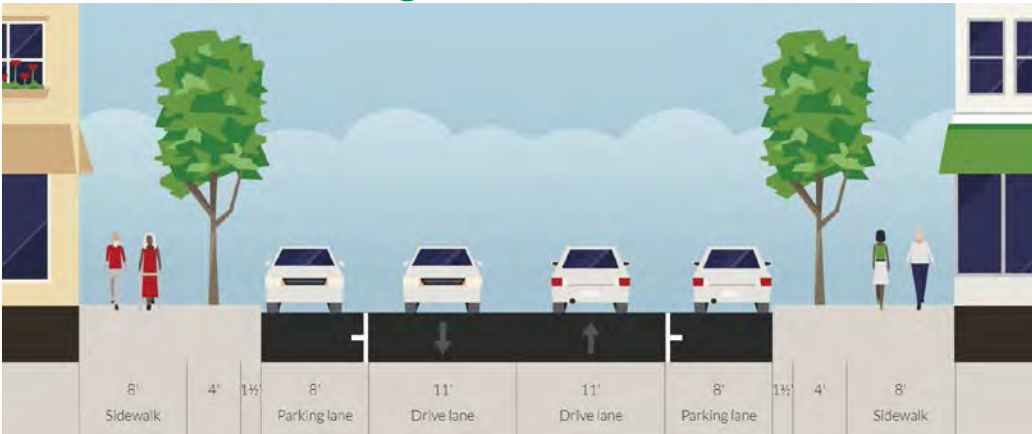 8' 4' 1½' 8' 11' 11' 8' 1½' 4' 8'
Sidewalk Parking lane Drive lane Drive lane Parking lane Sidewalk